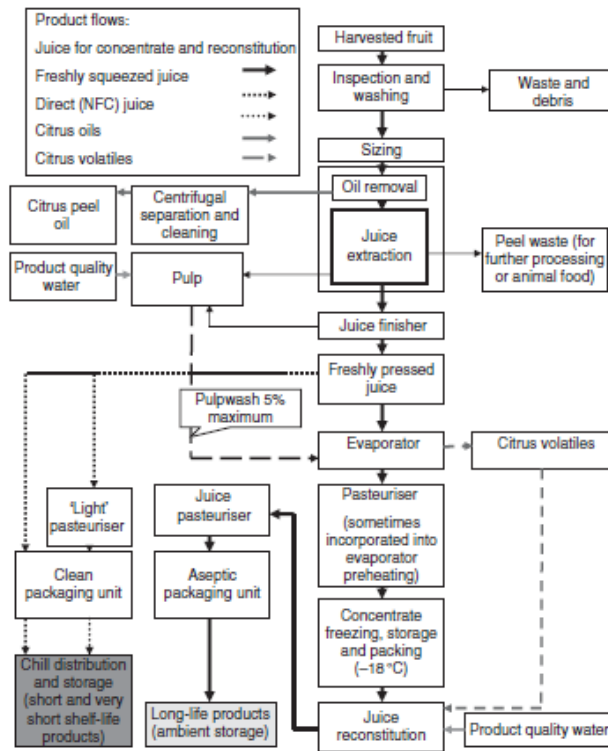 Product flows:
Juice for concentrate and reconstitution
Freshly squeezed juice
Direct (NFC) juice
Citrus oils
Citrus volatiles
Harvested fruit
Inspection and
washing
Waste and
debris
Sizing
Oil removal
Centrifugal
separation and
cleaning
Citrus peel
oil
Juice
extraction
Peel waste (for
further processing
or animal food)
Product quality
water
Pulp
Juice finisher
Freshly pressed
juice
Pulpwash 5%
maximum
Evaporator
Citrus volatiles
Juice
pasteuriser
Pasteuriser
(sometimes
incorporated into
evaporator
preheating)
'Light'
pasteuriser
Clean
packaging unit
Aseptic
packaging unit
Concentrate
freezing, storage
and packing
(–18 °C)
Chill distribution
and storage
(short and very
short shelf-life
products)
Long-life products
(ambient storage)
Juice
reconstitution
Product quality water